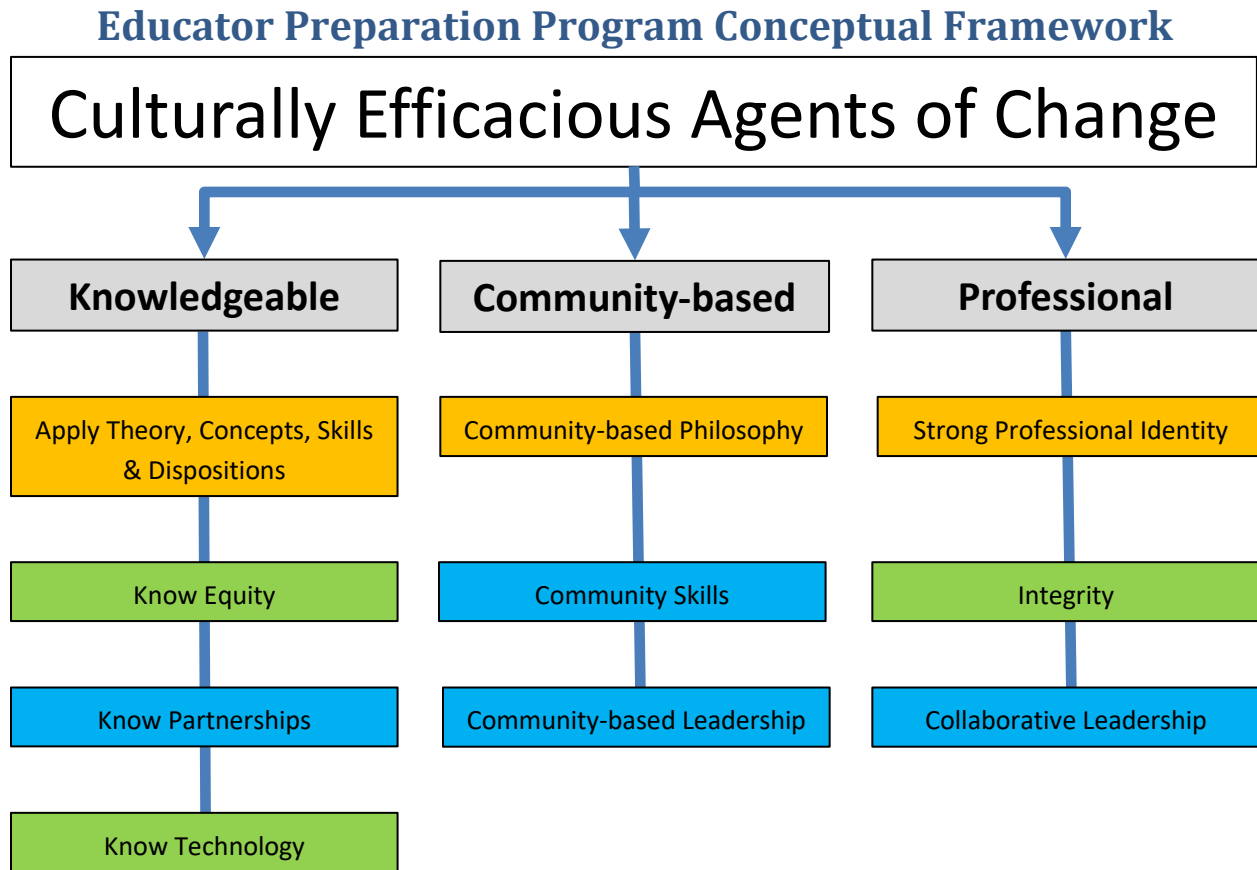 Educator Preparation Program Conceptual Framework
Culturally Efficacious Agents of Change
Knowledgeable
Community-based
Professional
Apply Theory, Concepts, Skills
& Dispositions
Community-based Philosophy
Strong Professional Identity
Know Equity
Community Skills
Integrity
Know Partnerships
Community-based Leadership
Collaborative Leadership
Know Technology